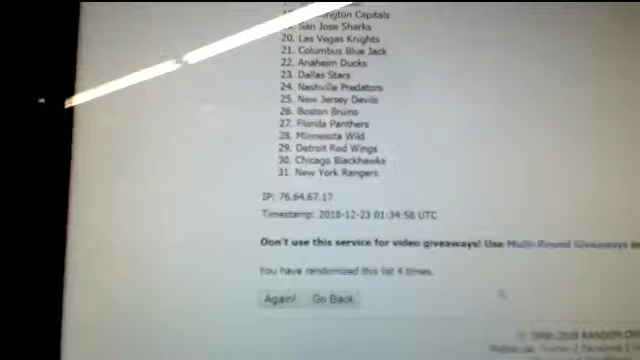 ngton Capitals
San Jose Sharks
20. Las Vegas Knights
21. Columbus Blue Jack
22. Anaheim Ducks
23. Dallas Stars
24. Nashville Predators
25. New Jersey Devils
26. Boston Bruins
27. Florida Panthers
28. Minnesota Wild
29. Detroit Red Wings
30. Chicago Blackhawks
31. New York Rangers
IP: 76.64.67.17
Timestamp: 2018-12-23 01:34:58 UTC
Don't use this service for video giveaways! Use Multi-Round Giveaways
You have randomized this list 4 times.
Again! Go Back